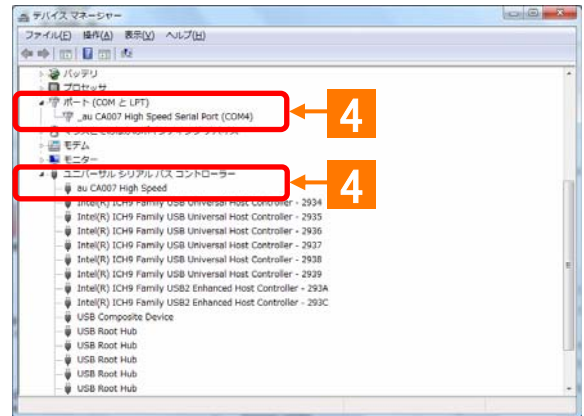 デバイス マネージャー
ファイル(F) 操作(A) 表示(V) ヘルプ(H)
バッテリ
プロセッサ
ポート (COM と LPT)
_au CA007 High Speed Serial Port (COM4)
4
モデム
モニター
ユニバーサル シリアル バス コントローラー
au CA007 High Speed
4
Intel(R) ICH9 Family USB Universal Host Controller - 2934
Intel(R) ICH9 Family USB Universal Host Controller - 2935
Intel(R) ICH9 Family USB Universal Host Controller - 2936
Intel(R) ICH9 Family USB Universal Host Controller - 2937
Intel(R) ICH9 Family USB Universal Host Controller - 2938
Intel(R) ICH9 Family USB Universal Host Controller - 2939
Intel(R) ICH9 Family USB2 Enhanced Host Controller - 293A
Intel(R) ICH9 Family USB2 Enhanced Host Controller - 293C
USB Composite Device
USB Root Hub
USB Root Hub
USB Root Hub
USB Root Hub
USB Root Hub